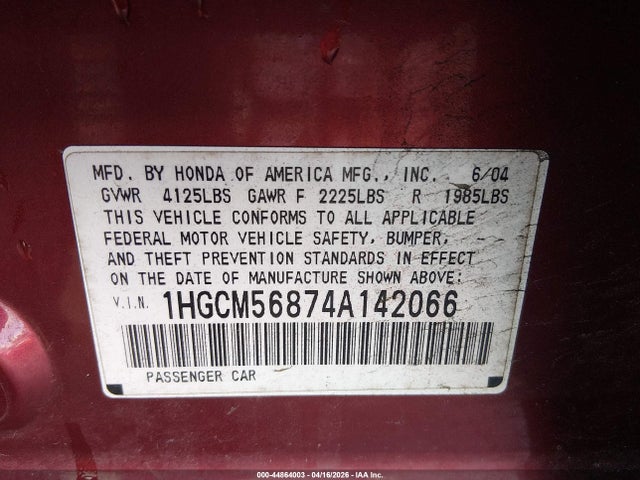 MFD. BY HONDA OF AMERICA MFG., INC. 6/04
GVWR 4125LBS GAWR F 2225LBS R 1985LBS
THIS VEHICLE CONFORMS TO ALL APPLICABLE
FEDERAL MOTOR VEHICLE SAFETY, BUMPER,
AND THEFT PREVENTION STANDARDS IN EFFECT
ON THE DATE OF MANUFACTURE SHOWN ABOVE:
V.I.N. 1HGCM56874A142066
PASSENGER CAR
000-44864003 - 04/16/2026 - IAA Inc.